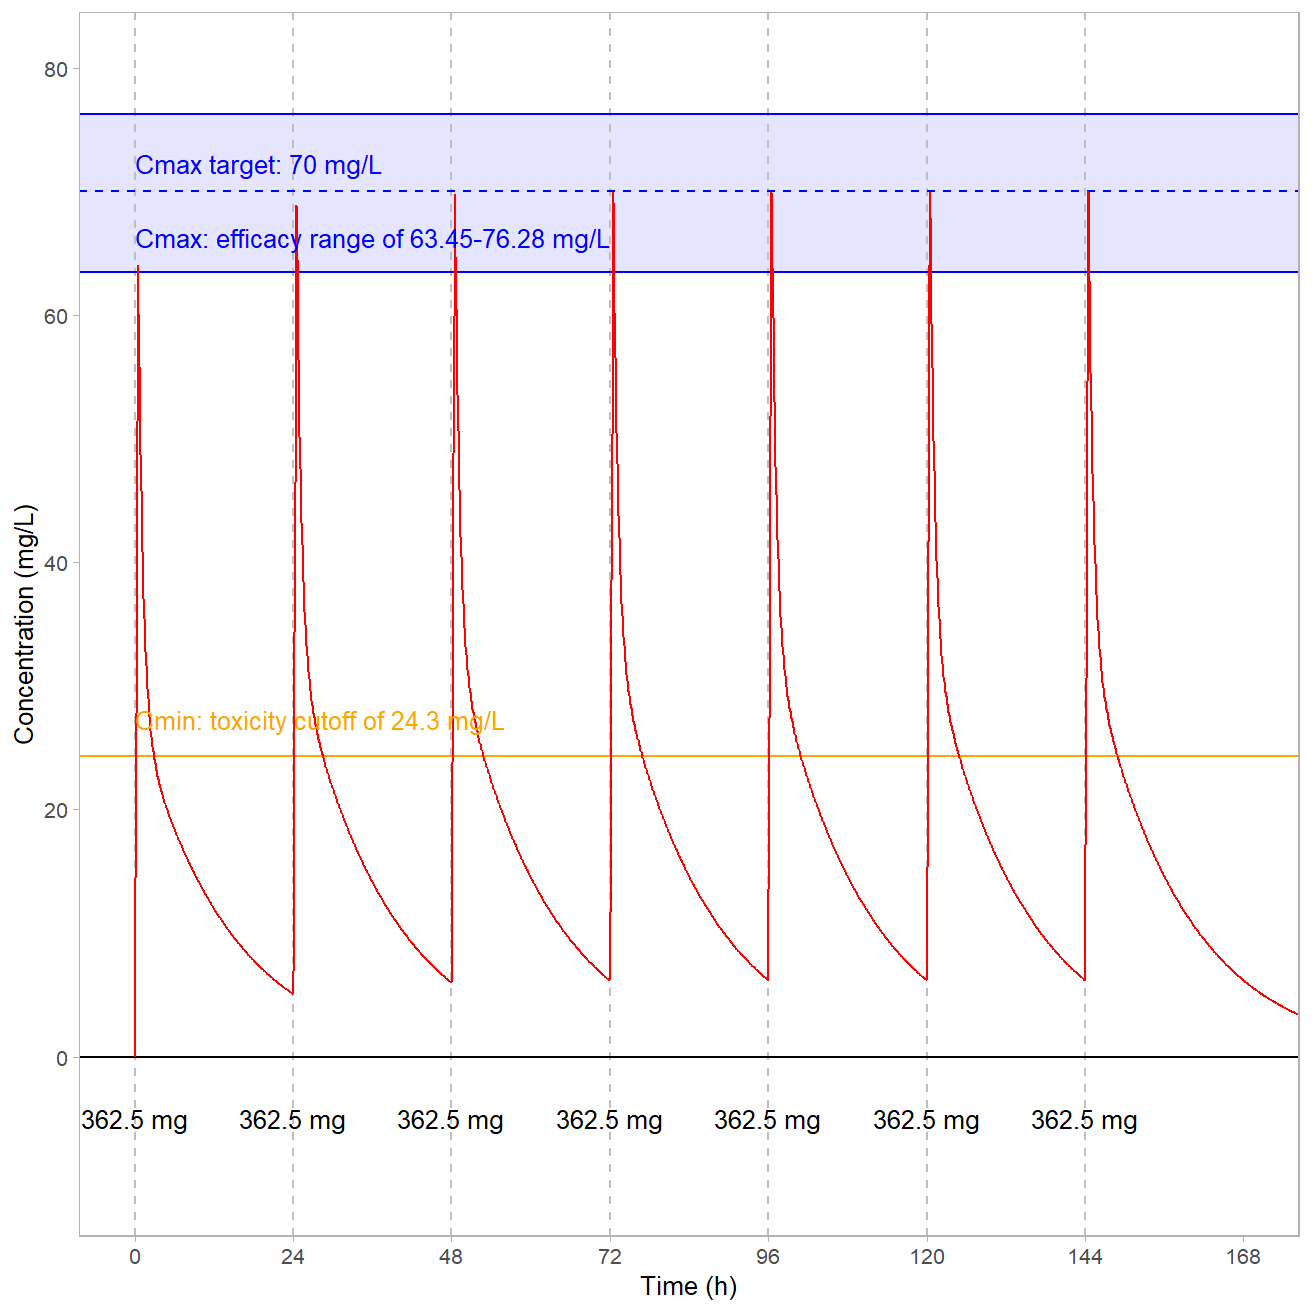 80
Cmax target: 70 mg/L
Cmax: efficacy range of 63.45-76.28 mg/L
60
Concentration (mg/L)
40
Cmin: toxicity cutoff of 24.3 mg/L
20
0
362.5 mg 362.5 mg 362.5 mg 362.5 mg 362.5 mg 362.5 mg 362.5 mg
0 24 48 72 96 120 144 168
Time (h)